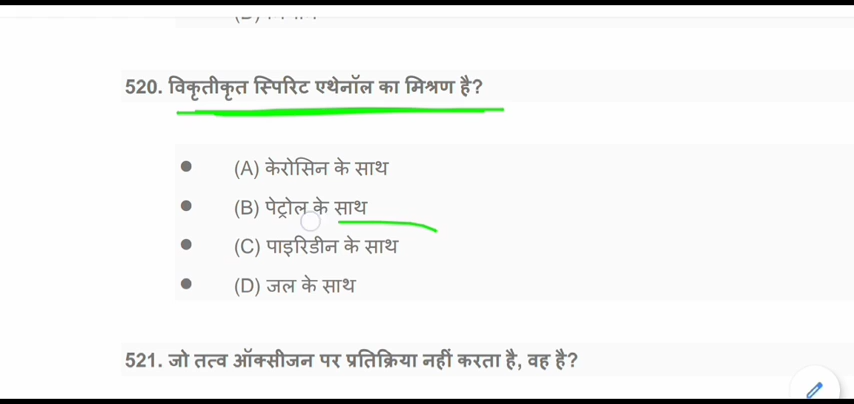 520. विकृतीकृत स्पिरिट एथेनॉल का मिश्रण है?
(A) केरोसिन के साथ
(B) पेट्रोल के साथ
(C) पाइरिडीन के साथ
(D) जल के साथ
521. जो तत्व ऑक्सीजन पर प्रतिक्रिया नहीं करता है, वह है?